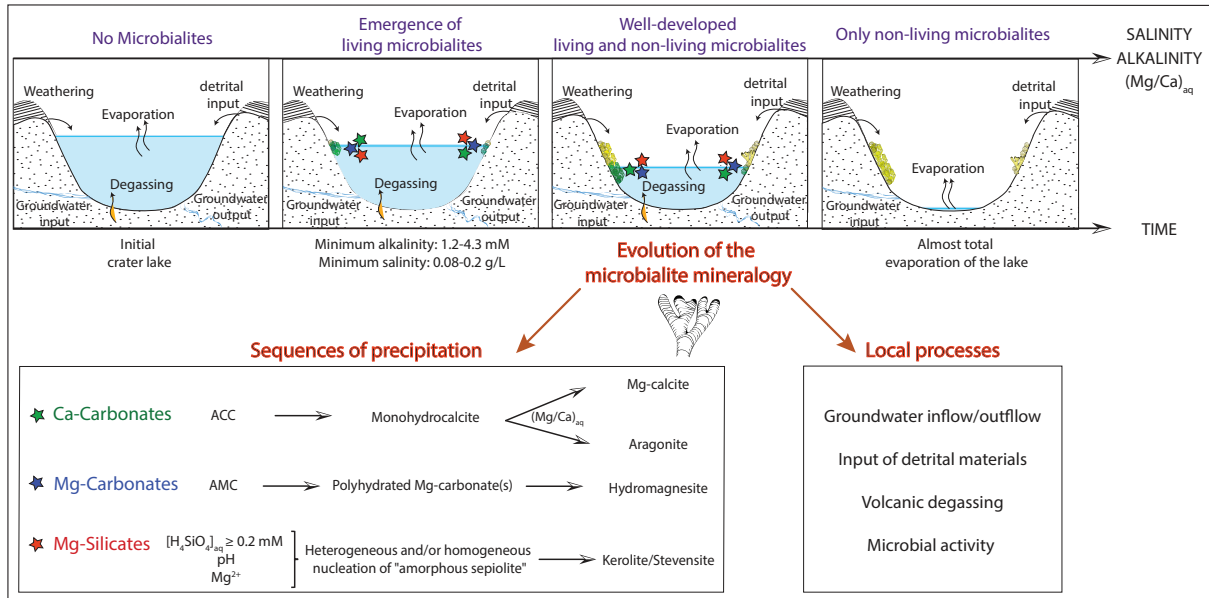 No Microbialites
Emergence of
living microbialites
Well-developed
living and non-living microbialites
Only non-living microbialites
SALINITY
ALKALINITY
(Mg/Ca)aq
Weathering
detrital
input
Evaporation
Degassing
Groundwater
input
Groundwater
output
Weathering
detrital
input
Evaporation
Degassing
Groundwater
input
Groundwater
output
Weathering
detrital
input
Evaporation
Degassing
Groundwater
input
Groundwater
output
Weathering
detrital
input
Evaporation
Groundwater
input
Groundwater
output
TIME
Initial
crater lake
Minimum alkalinity: 1.2-4.3 mM
Minimum salinity: 0.08-0.2 g/L
Evolution of the
microbialite mineralogy
Almost total
evaporation of the lake
Sequences of precipitation
Ca-Carbonates
ACC
Monohydrocalcite
(Mg/Ca)aq
Mg-calcite
Aragonite
Mg-Carbonates
AMC
Polyhydrated Mg-carbonate(s)
Hydromagnesite
Mg-Silicates
[H4SiO4]aq ≥ 0.2 mM
pH
Mg2+
Heterogeneous and/or homogeneous
nucleation of "amorphous sepiolite"
Kerolite/Stevensite
Local processes
Groundwater inflow/outfllow
Input of detrital materials
Volcanic degassing
Microbial activity